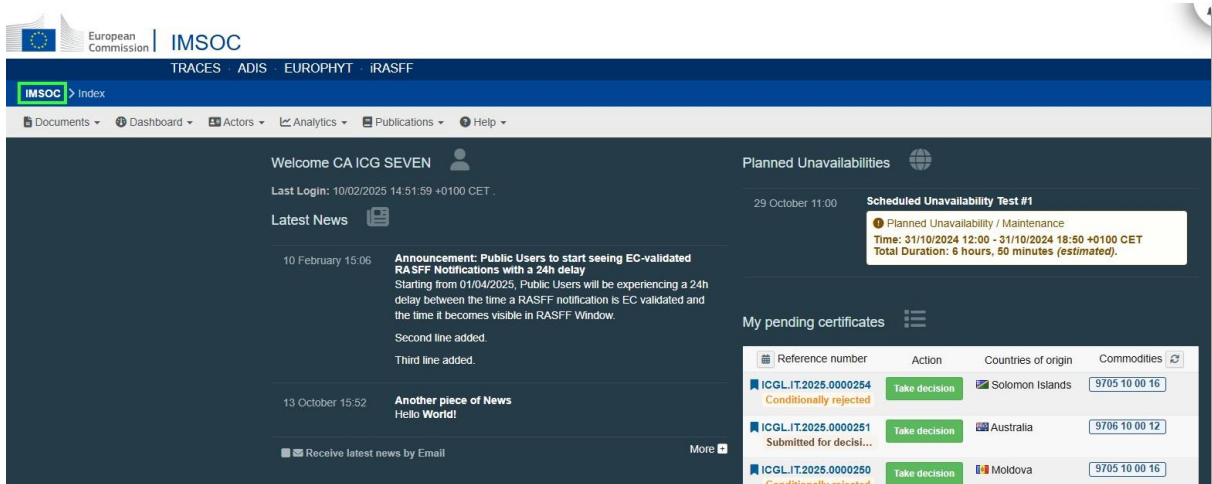 European
Commission
IMSOC
TRACES · ADIS · EUROPHYT · iRASFF
IMSOC > Index
Documents Dashboard Actors Analytics Publications Help
Welcome CA ICG SEVEN
Last Login: 10/02/2025 14:51:59 +0100 CET .
Latest News
10 February 15:06
Announcement: Public Users to start seeing EC-validated
RASFF Notifications with a 24h delay
Starting from 01/04/2025, Public Users will be experiencing a 24h
delay between the time a RASFF notification is EC validated and
the time it becomes visible in RASFF Window.
Second line added.
Third line added.
13 October 15:52
Another piece of News
Hello World!
Receive latest news by Email
More
Planned Unavailabilities
29 October 11:00
Scheduled Unavailability Test #1
Planned Unavailability / Maintenance
Time: 31/10/2024 12:00 - 31/10/2024 18:50 +0100 CET
Total Duration: 6 hours, 50 minutes (estimated).
My pending certificates
Reference number Action Countries of origin Commodities
ICGL.IT.2025.0000254 Take decision Solomon Islands 9705 10 00 16
Conditionally rejected
ICGL.IT.2025.0000251 Take decision Australia 9706 10 00 12
Submitted for decisi...
ICGL.IT.2025.0000250 Take decision Moldova 9705 10 00 16
Conditionally rejected